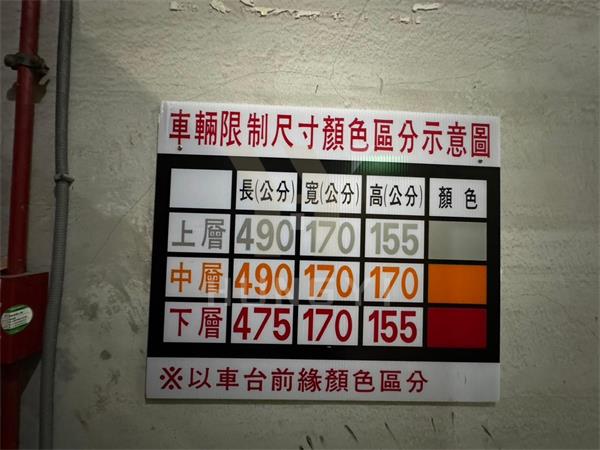 車輛限制尺寸顏色區分示意圖
長(公分) 寬(公分) 高(公分) 顏色
上層 490 170 155
中層 490 170 170
下層 475 170 155
※以車台前緣顏色區分